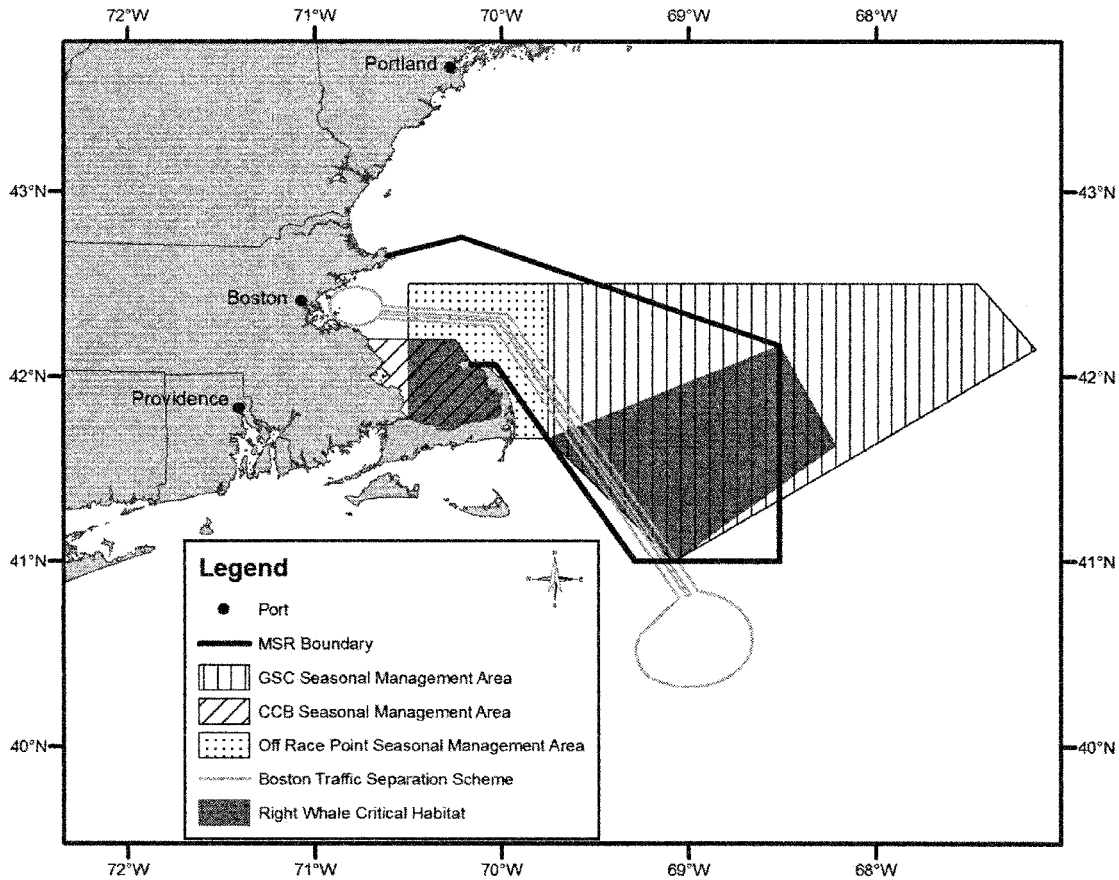 72°W 71°W 70°W 69°W 68°W
Portland
43°N 43°N
Boston
42°N 42°N
Providence
41°N 41°N
Legend
Port
MSR Boundary
GSC Seasonal Management Area
CCB Seasonal Management Area
Off Race Point Seasonal Management Area
Boston Traffic Separation Scheme
Right Whale Critical Habitat
40°N 40°N
72°W 71°W 70°W 69°W 68°W